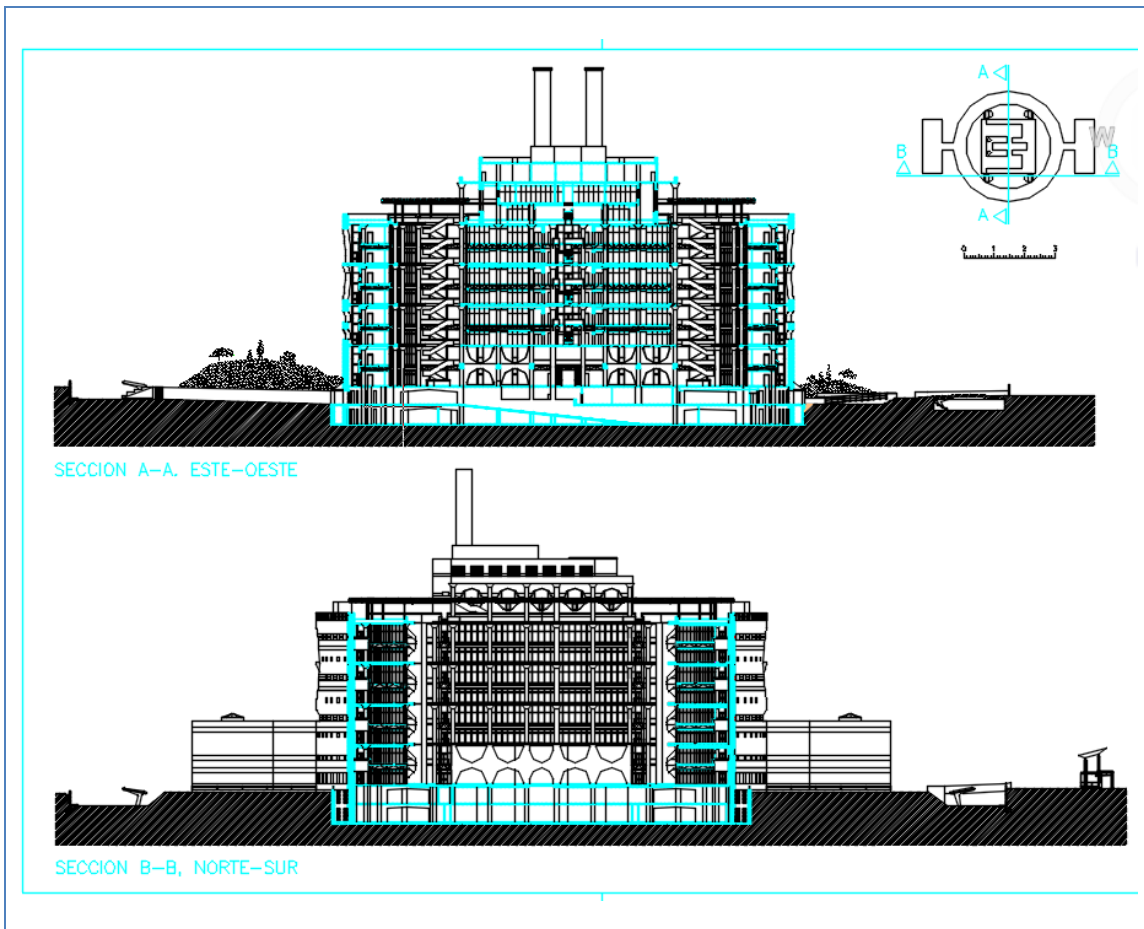 A
W
B B
A
0 1 2 3
SECCION A-A. ESTE-OESTE
SECCION B-B, NORTE-SUR